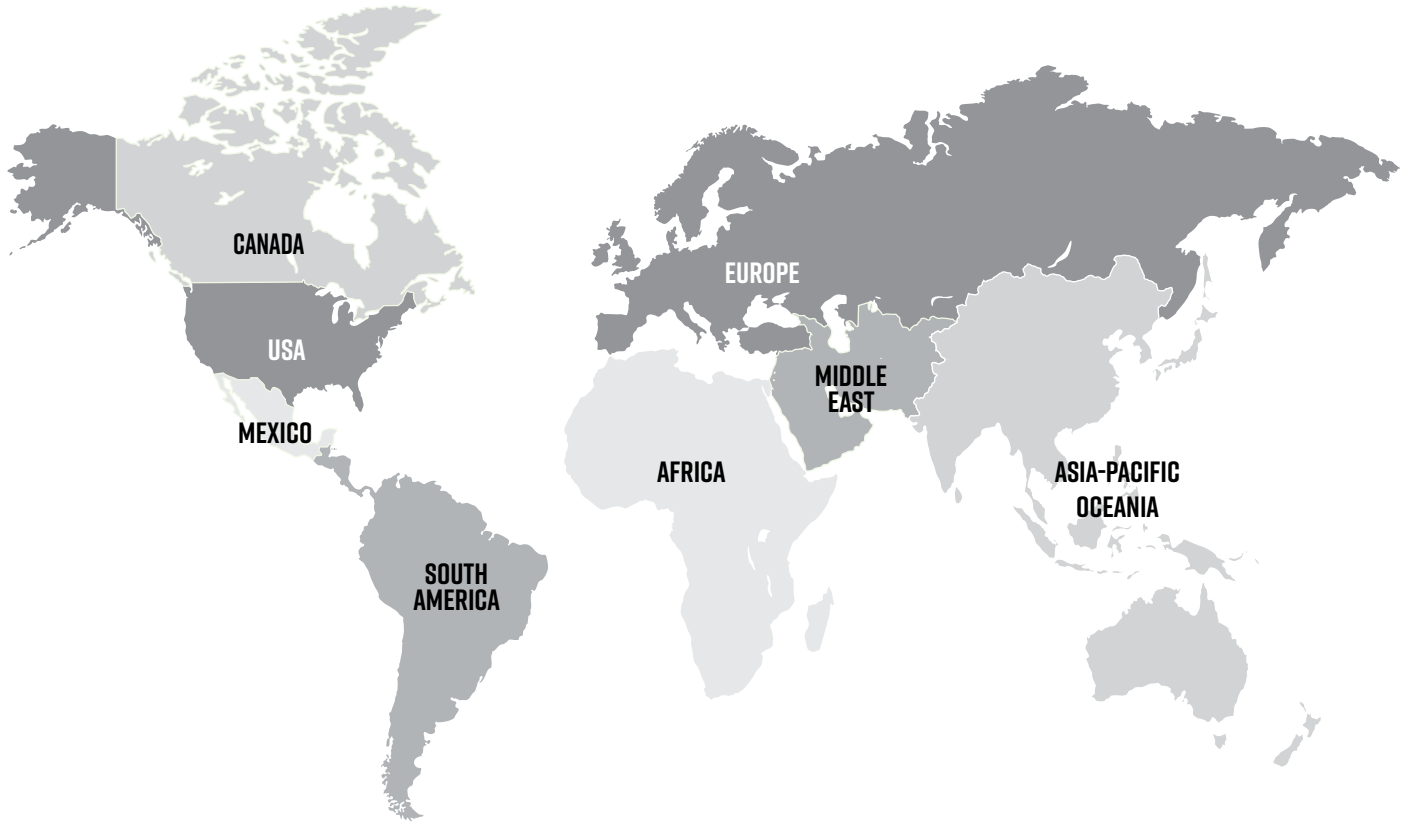 CANADA
EUROPE
USA
MIDDLE
EAST
MEXICO
AFRICA
ASIA-PACIFIC
OCEANIA
SOUTH
AMERICA